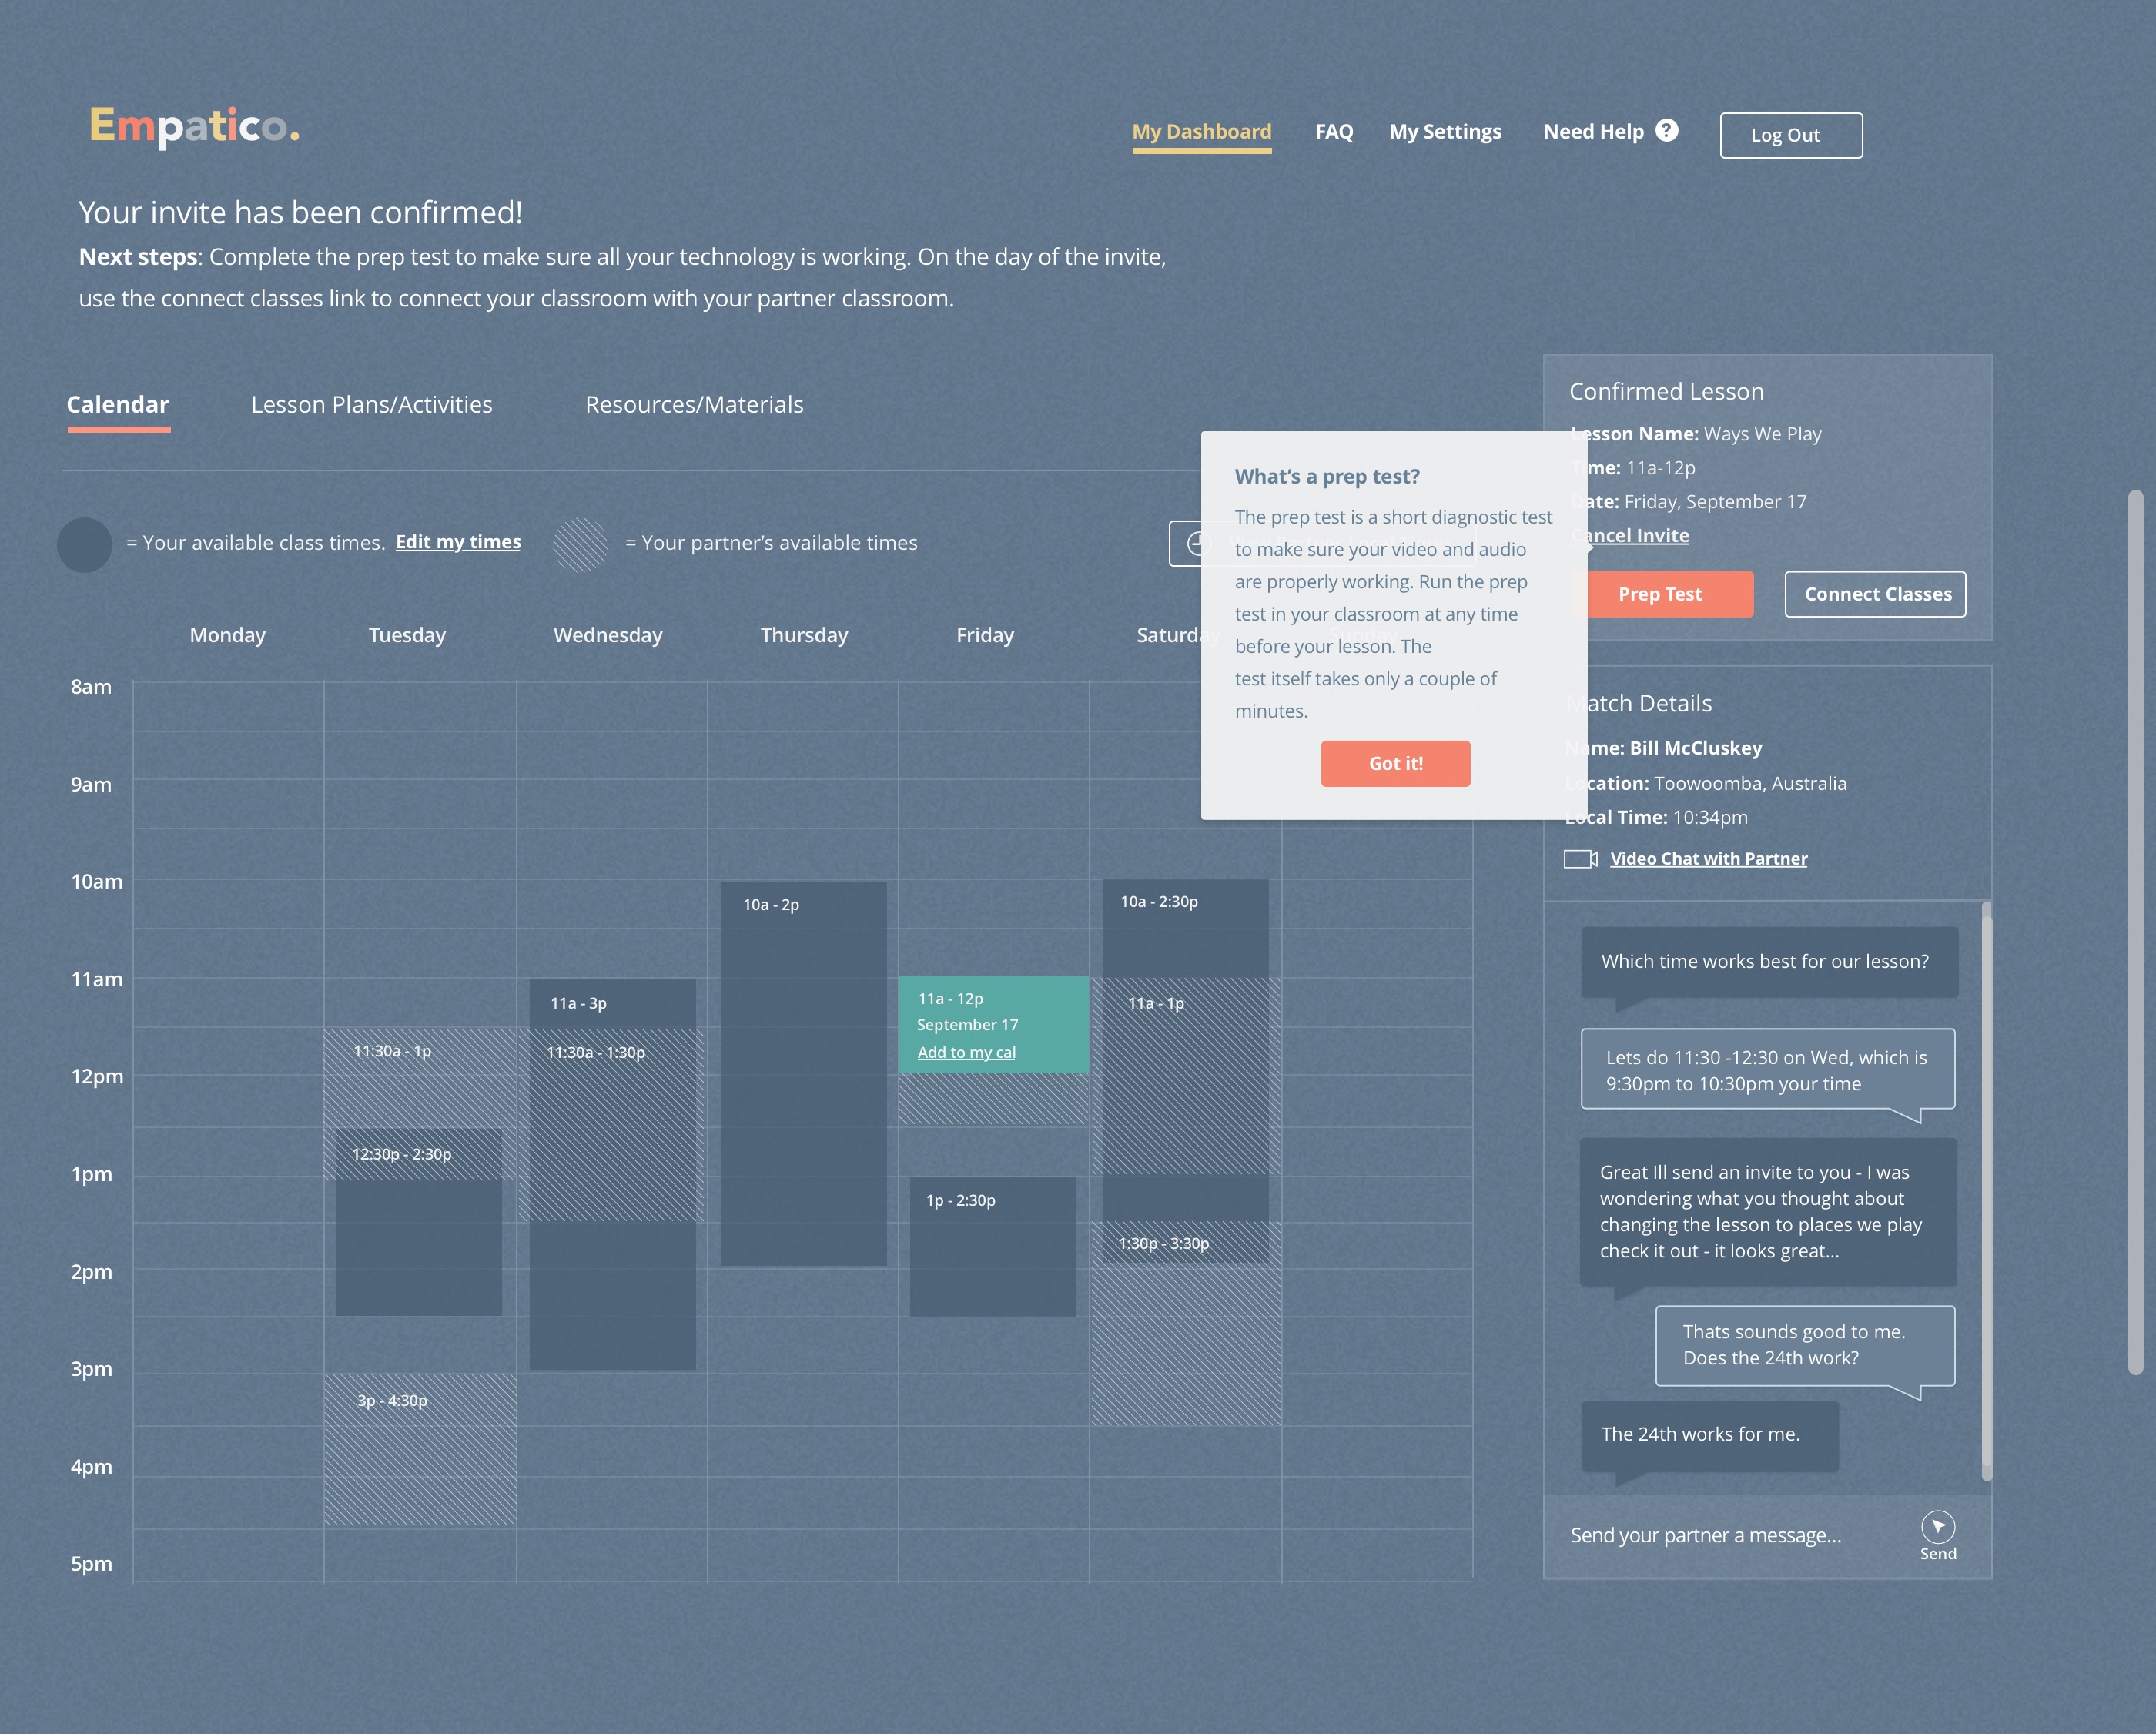 Empatico.
My Dashboard FAQ My Settings Need Help ? Log Out
Your invite has been confirmed!
Next steps: Complete the prep test to make sure all your technology is working. On the day of the invite,
use the connect classes link to connect your classroom with your partner classroom.
Calendar Lesson Plans/Activities Resources/Materials
= Your available class times. Edit my times = Your partner’s available times
Monday Tuesday Wednesday Thursday Friday Saturday Sunday
8am
9am
10am
11am
12pm
1pm
2pm
3pm
4pm
5pm
11:30a - 1p
12:30p - 2:30p
3p - 4:30p
11a - 3p
11:30a - 1:30p
10a - 2p
11a - 12p
September 17
Add to my cal
1p - 2:30p
10a - 2:30p
11a - 1p
1:30p - 3:30p
What’s a prep test?
The prep test is a short diagnostic test
to make sure your video and audio
are properly working. Run the prep
test in your classroom at any time
before your lesson. The
test itself takes only a couple of
minutes.
Got it!
Confirmed Lesson
Lesson Name: Ways We Play
Time: 11a-12p
Date: Friday, September 17
Cancel Invite
Prep Test Connect Classes
Match Details
Name: Bill McCluskey
Location: Toowoomba, Australia
Local Time: 10:34pm
Video Chat with Partner
Which time works best for our lesson?
Lets do 11:30 -12:30 on Wed, which is
9:30pm to 10:30pm your time
Great Ill send an invite to you - I was
wondering what you thought about
changing the lesson to places we play
check it out - it looks great...
Thats sounds good to me.
Does the 24th work?
The 24th works for me.
Send your partner a message...
Send